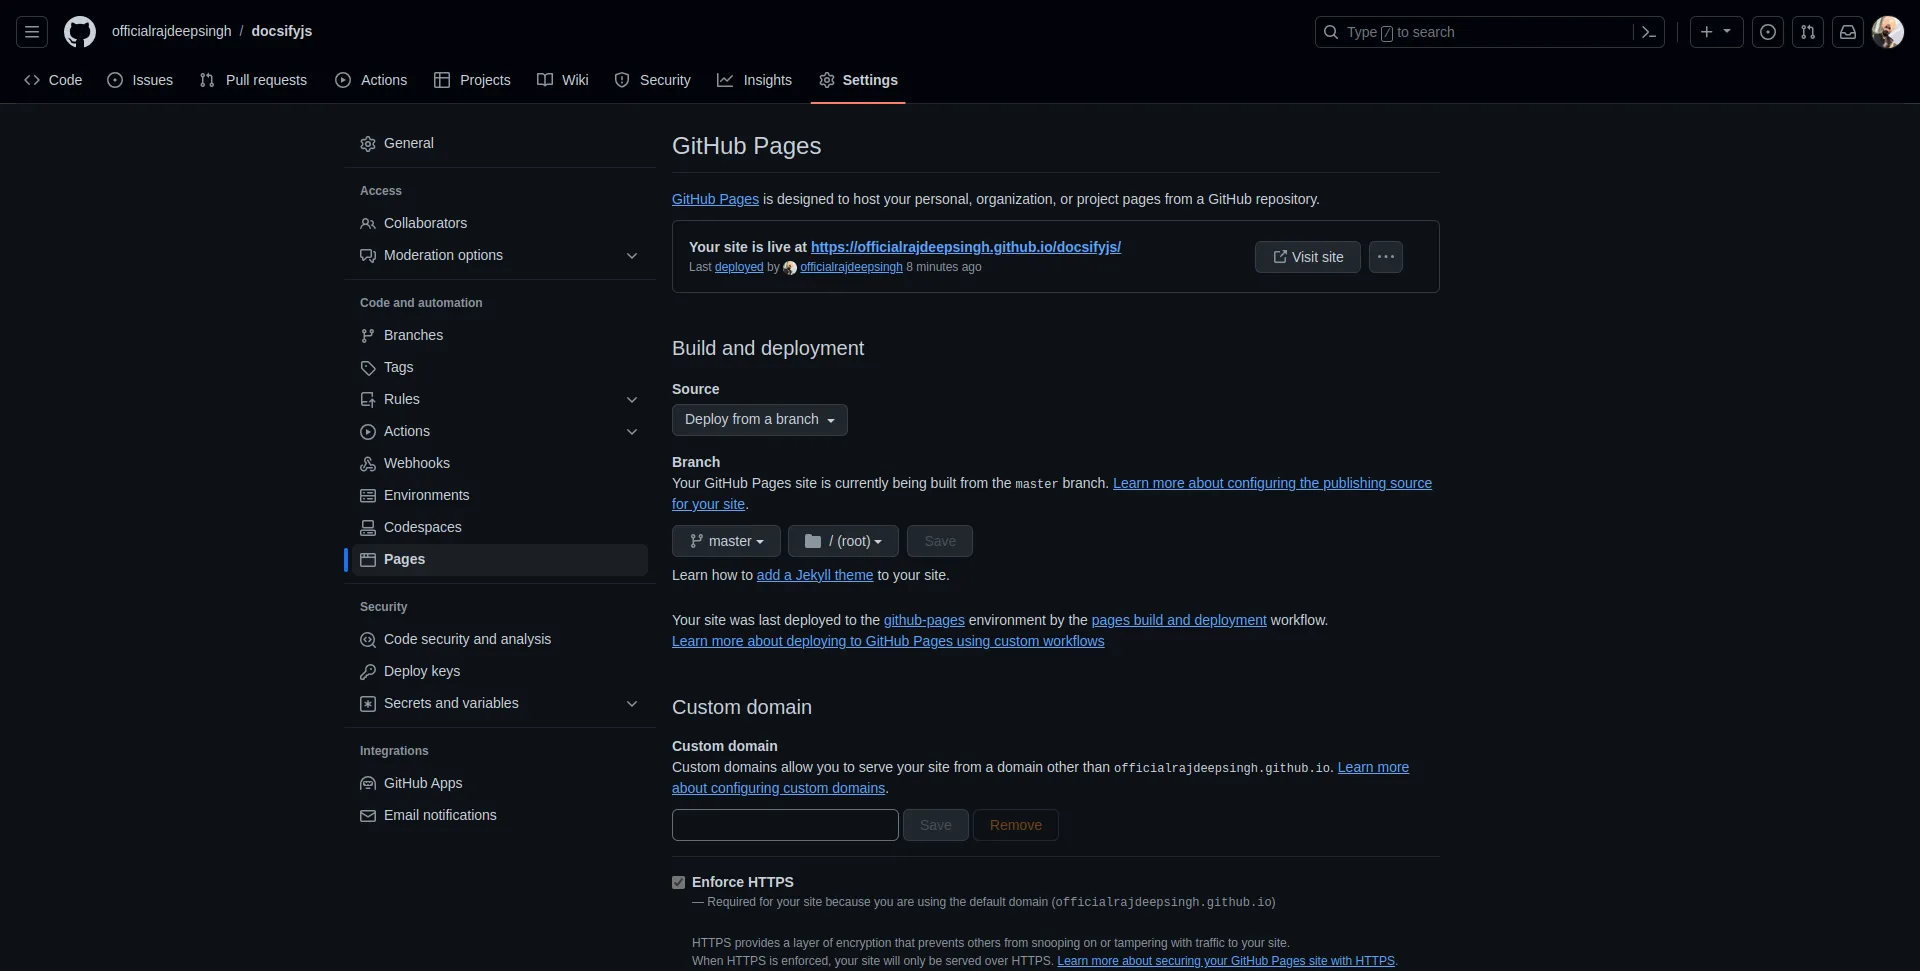 officialrajdeepsingh / docsifyjs
Type / to search
Code Issues Pull requests Actions Projects Wiki Security Insights Settings
General
Access
Collaborators
Moderation options
Code and automation
Branches
Tags
Rules
Actions
Webhooks
Environments
Codespaces
Pages
Security
Code security and analysis
Deploy keys
Secrets and variables
Integrations
GitHub Apps
Email notifications
GitHub Pages
GitHub Pages is designed to host your personal, organization, or project pages from a GitHub repository.
Your site is live at https://officialrajdeepsingh.github.io/docsifyjs/
Last deployed by officialrajdeepsingh 8 minutes ago
Visit site
Build and deployment
Source
Deploy from a branch
Branch
Your GitHub Pages site is currently being built from the master branch. Learn more about configuring the publishing source
for your site.
master / (root) Save
Learn how to add a Jekyll theme to your site.
Your site was last deployed to the github-pages environment by the pages build and deployment workflow.
Learn more about deploying to GitHub Pages using custom workflows
Custom domain
Custom domain
Custom domains allow you to serve your site from a domain other than officialrajdeepsingh.github.io. Learn more
about configuring custom domains.
Save Remove
Enforce HTTPS
— Required for your site because you are using the default domain (officialrajdeepsingh.github.io)
HTTPS provides a layer of encryption that prevents others from snooping on or tampering with traffic to your site.
When HTTPS is enforced, your site will only be served over HTTPS. Learn more about securing your GitHub Pages site with HTTPS.